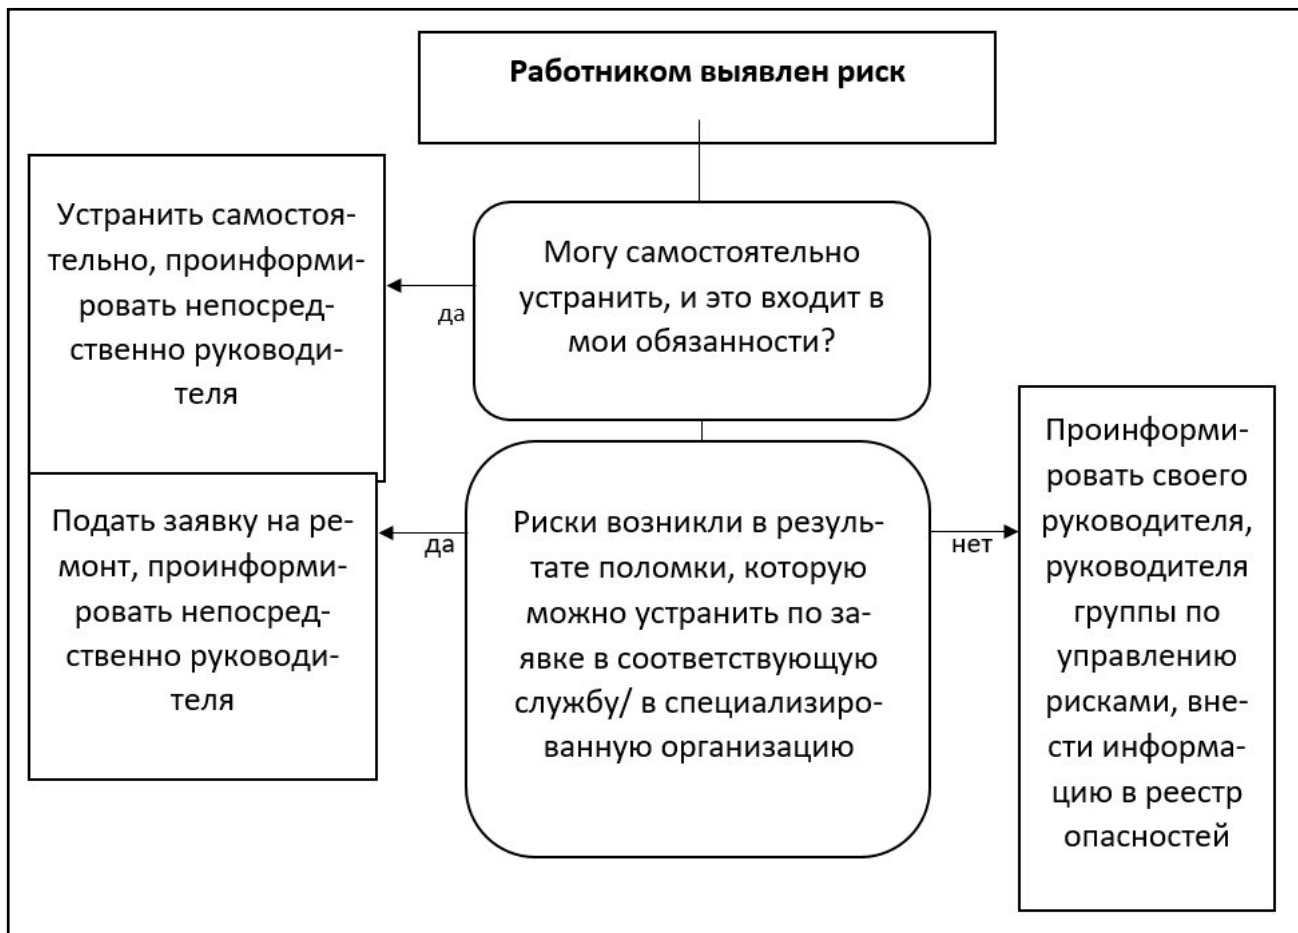 Работником выявлен риск
Устранить самостоя-
тельно, проинформи-
ровать непосред-
ственно руководи-
теля
Могу самостоятельно
устранить, и это входит в
мои обязанности?
да
Подать заявку на ре-
монт, проинформи-
ровать непосред-
ственно руководи-
теля
да
Риски возникли в резуль-
тате поломки, которую
можно устранить по за-
явке в соответствующую
службу/ в специализиро-
ванную организацию
нет
Проинформи-
ровать своего
руководителя,
руководителя
группы по
управлению
рисками, вне-
сти информа-
цию в реестр
опасностей